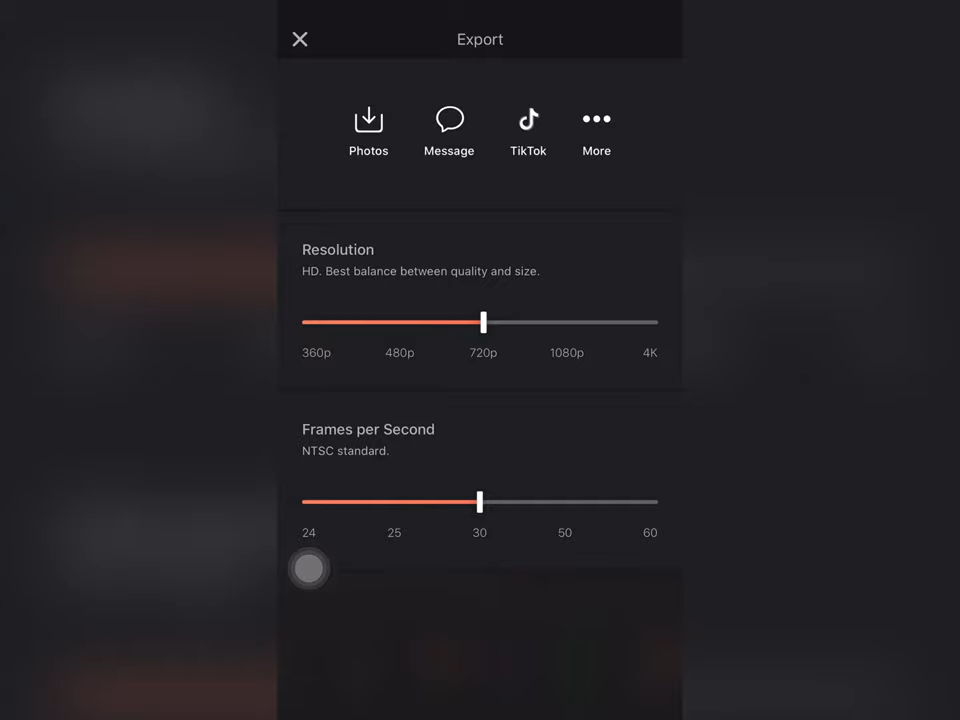 Export
Photos Message TikTok More
Resolution
HD. Best balance between quality and size.
360p 480p 720p 1080p 4K
Frames per Second
NTSC standard.
24 25 30 50 60